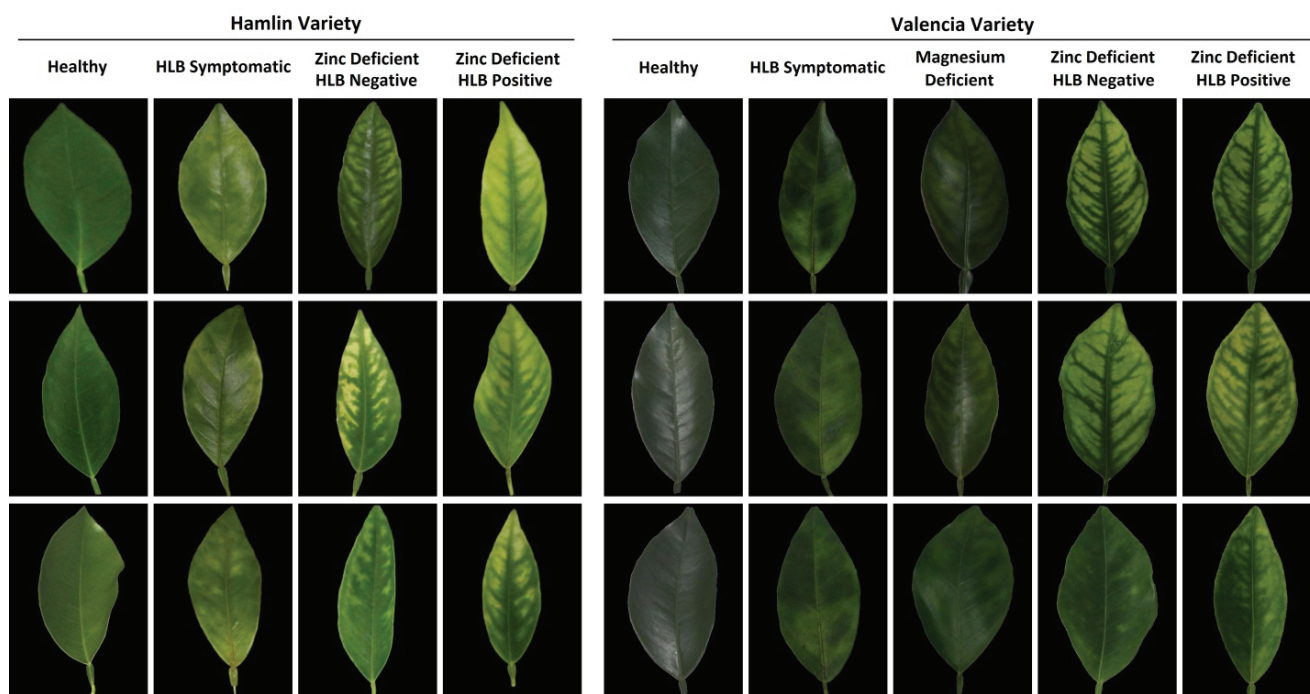 Hamlin Variety
Valencia Variety
Healthy
HLB Symptomatic
Zinc Deficient
HLB Negative
Zinc Deficient
HLB Positive
Healthy
HLB Symptomatic
Magnesium
Deficient
Zinc Deficient
HLB Negative
Zinc Deficient
HLB Positive